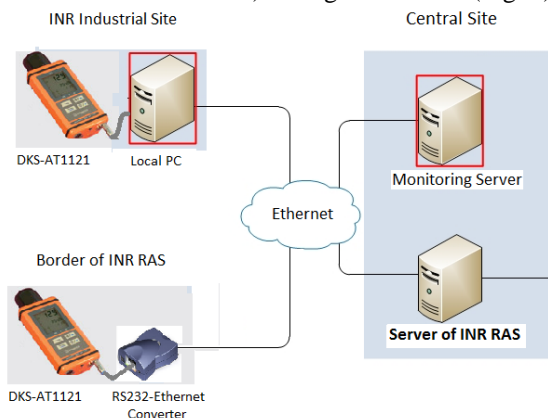 INR Industrial Site
Central Site
DKS-AT1121
Local PC
Monitoring Server
Ethernet
Border of INR RAS
Server of INR RAS
DKS-AT1121
RS232-Ethernet
Converter